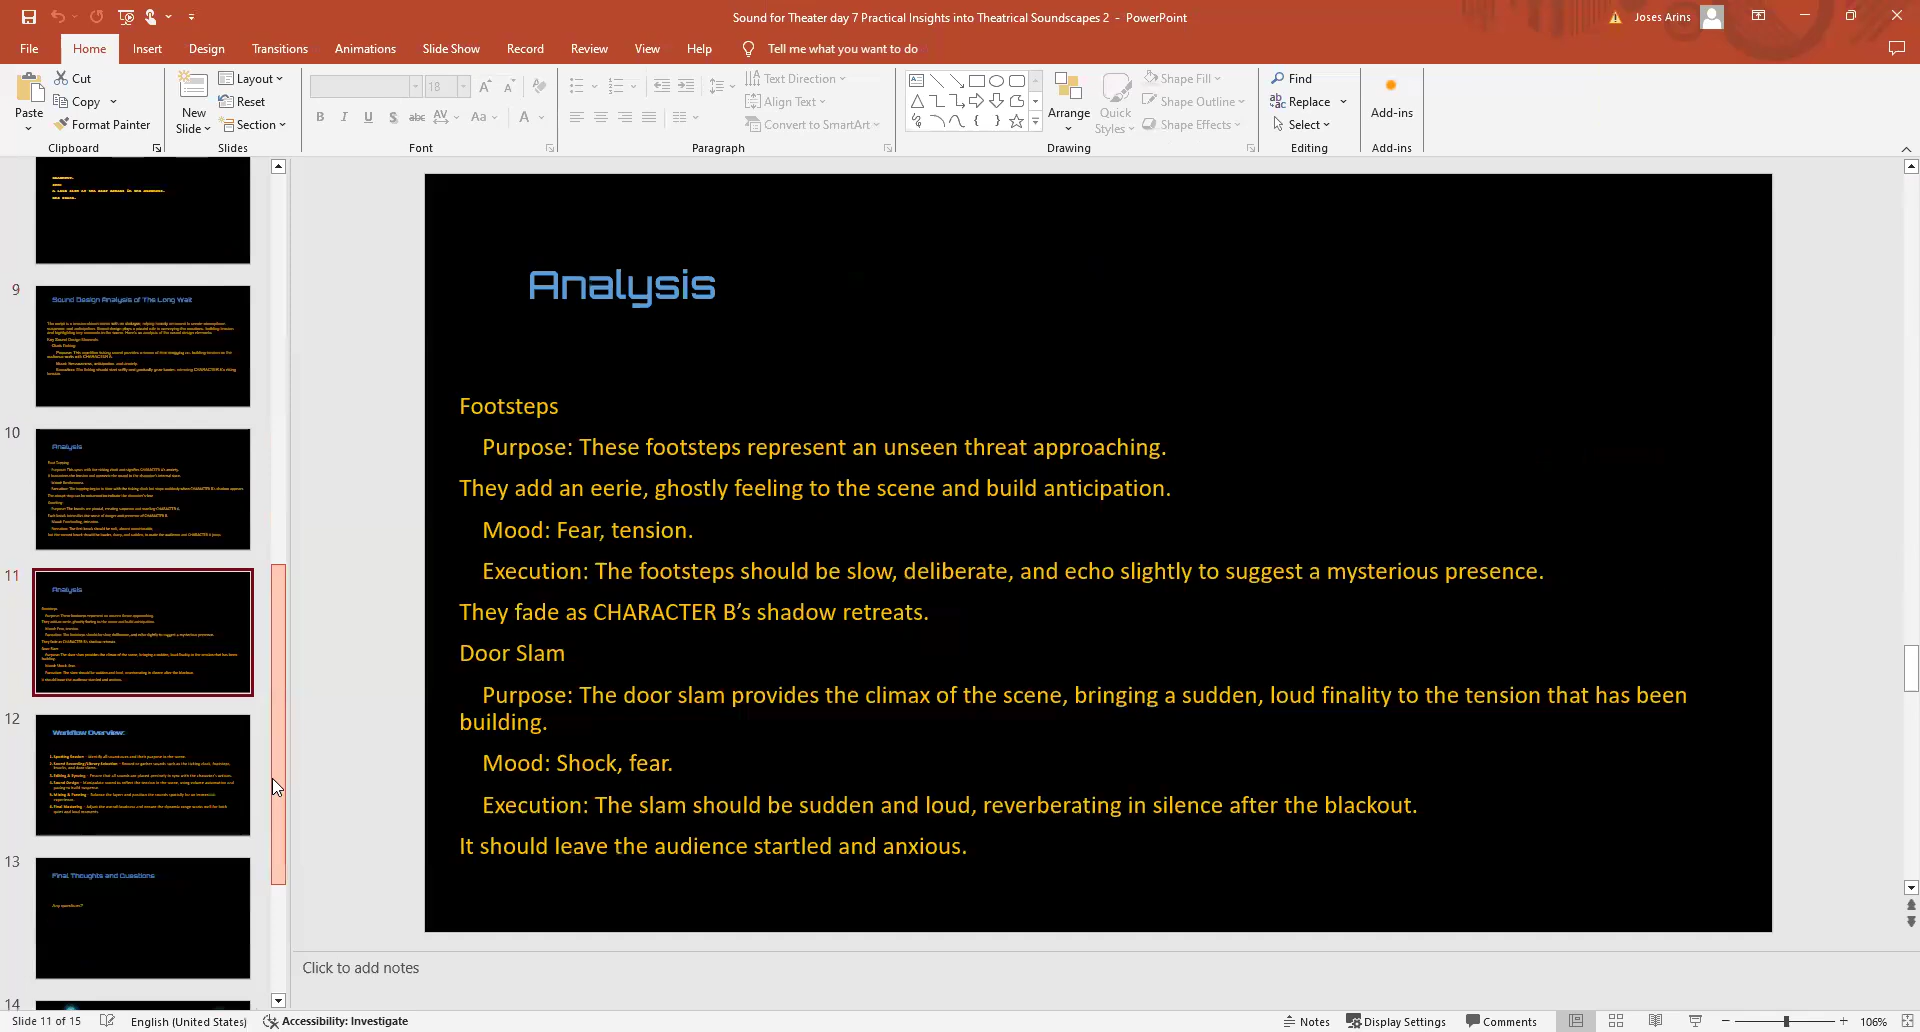 Sound for Theater day 7 Practical Insights into Theatrical Soundscapes 2 - PowerPoint
Joses Arins
File Home Insert Design Transitions Animations Slide Show Record Review View Help Tell me what you want to do
Cut
Copy
Format Painter
Paste
Clipboard
New Slide
Layout
Reset
Section
Slides
18
Font
Text Direction
Align Text
Convert to SmartArt
Paragraph
Arrange
Quick Styles
Shape Fill
Shape Outline
Shape Effects
Drawing
Find
Replace
Select
Editing
Add-ins
Add-ins
9
Sound Design Analysis of The Long Wait
10
Analysis
11
Analysis
12
Workflow Overview:
13
Final Thoughts and Questions
Any questions?
14
Analysis
Footsteps
Purpose: These footsteps represent an unseen threat approaching.
They add an eerie, ghostly feeling to the scene and build anticipation.
Mood: Fear, tension.
Execution: The footsteps should be slow, deliberate, and echo slightly to suggest a mysterious presence.
They fade as CHARACTER B’s shadow retreats.
Door Slam
Purpose: The door slam provides the climax of the scene, bringing a sudden, loud finality to the tension that has been
building.
Mood: Shock, fear.
Execution: The slam should be sudden and loud, reverberating in silence after the blackout.
It should leave the audience startled and anxious.
Click to add notes
Slide 11 of 15 English (United States) Accessibility: Investigate Notes Display Settings Comments 106%